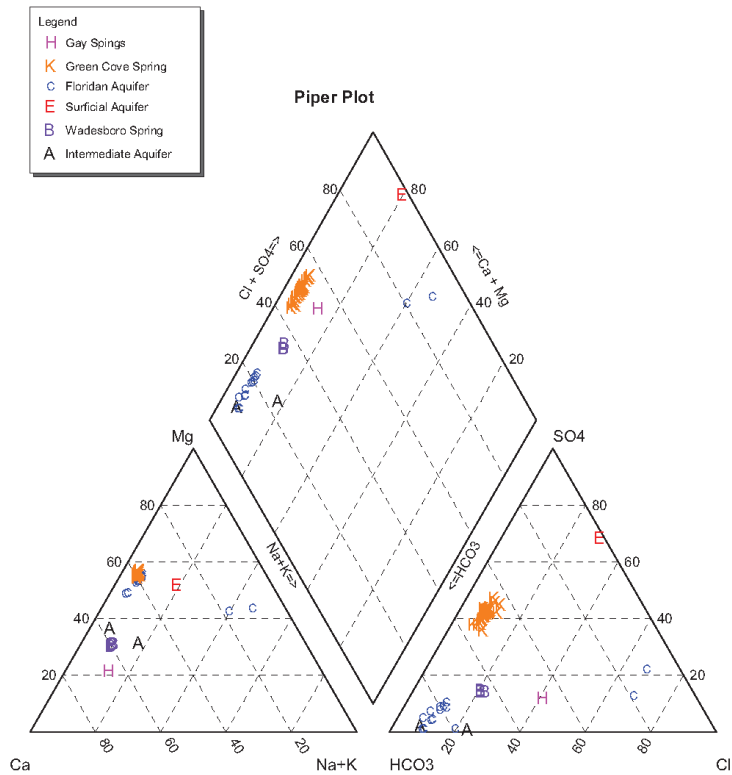 Legend
H Gay Spings
K Green Cove Spring
C Floridan Aquifer
E Surficial Aquifer
B Wadesboro Spring
A Intermediate Aquifer
Piper Plot
80 80 E
60 60
Cl + SO4=> <=Ca + Mg
40 40
20 20
Mg SO4
Na+K=> <=HCO3
80 80
60 60
40 40
20 20
80 60 40 20 20 40 60 80
Ca Na+K HCO3 Cl